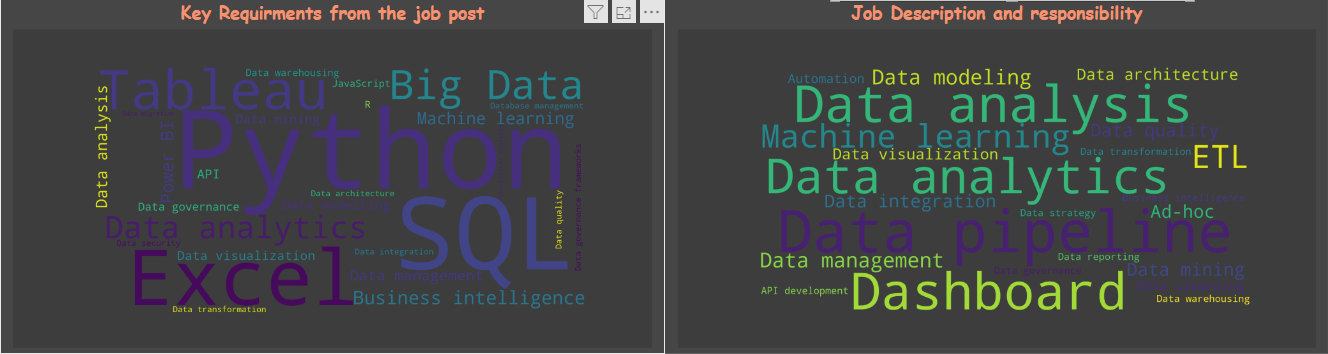 Key Requirments from the job post
Tableau
Data warehousing
JavaScript
Big Data
R
Database management
Data mining
Machine learning
Data analysis
Power BI
Python
API
Data architecture
Data governance
Data modeling
SQL
Data quality
Data governance frameworks
Data analytics
Data security
Data visualization
Data integration
Excel
Data management
Business intelligence
Data transformation
Job Description and responsibility
Automation
Data modeling
Data architecture
Data analysis
Machine learning
Data quality
Data visualization
Data transformation
ETL
Data analytics
Data integration
Business intelligence
Data strategy
Ad-hoc
Data pipeline
Data management
Data reporting
Data governance
Data mining
API development
Dashboard
Data warehousing